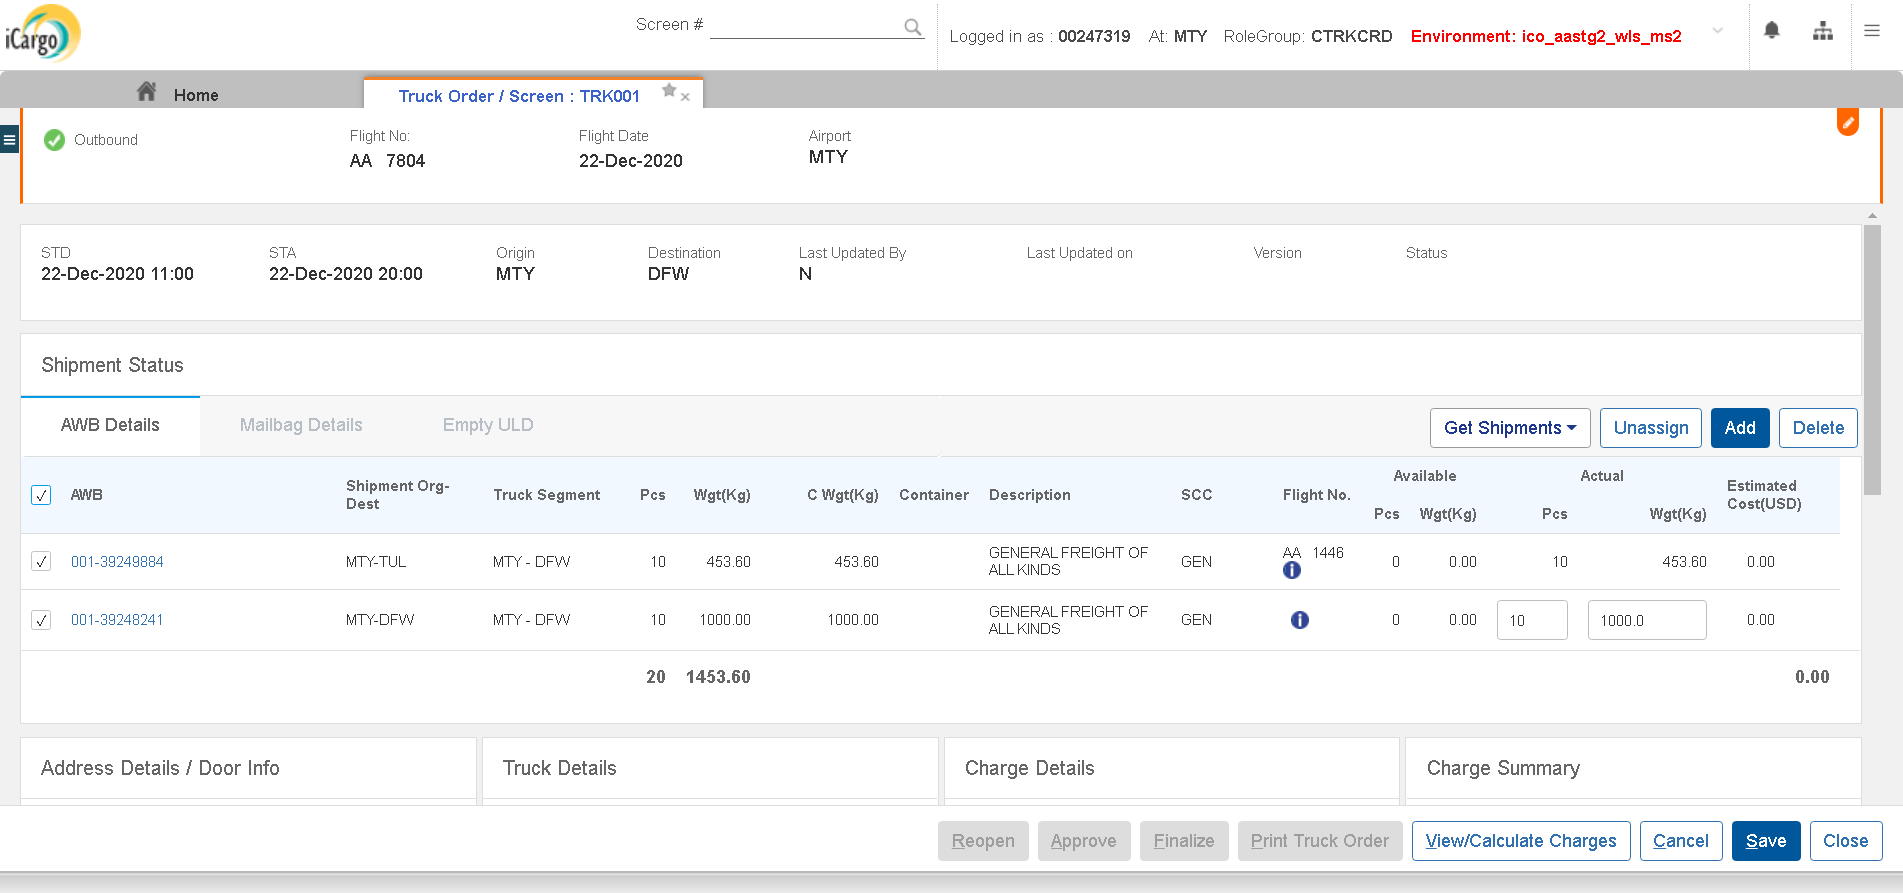 iCargo
Screen #
Logged in as : 00247319 At: MTY RoleGroup: CTRKCRD Environment: ico_aastg2_wls_ms2
Home
Truck Order / Screen : TRK001
Outbound
Flight No:
AA 7804
Flight Date
22-Dec-2020
Airport
MTY
STD
22-Dec-2020 11:00
STA
22-Dec-2020 20:00
Origin
MTY
Destination
DFW
Last Updated By
N
Last Updated on
Version
Status
Shipment Status
AWB Details
Mailbag Details
Empty ULD
Get Shipments
Unassign
Add
Delete
AWB
Shipment Org-
Dest
Truck Segment
Pcs
Wgt(Kg)
C Wgt(Kg)
Container
Description
SCC
Flight No.
Available
Pcs Wgt(Kg)
Actual
Pcs Wgt(Kg)
Estimated
Cost(USD)
001-39249884 MTY-TUL MTY - DFW 10 453.60 453.60 GENERAL FREIGHT OF
ALL KINDS
GEN AA 1446 0 0.00 10 453.60 0.00
001-39248241 MTY-DFW MTY - DFW 10 1000.00 1000.00 GENERAL FREIGHT OF
ALL KINDS
GEN 0 0.00 10 1000.0 0.00
20 1453.60 0.00
Address Details / Door Info
Truck Details
Charge Details
Charge Summary
Reopen
Approve
Finalize
Print Truck Order
View/Calculate Charges
Cancel
Save
Close